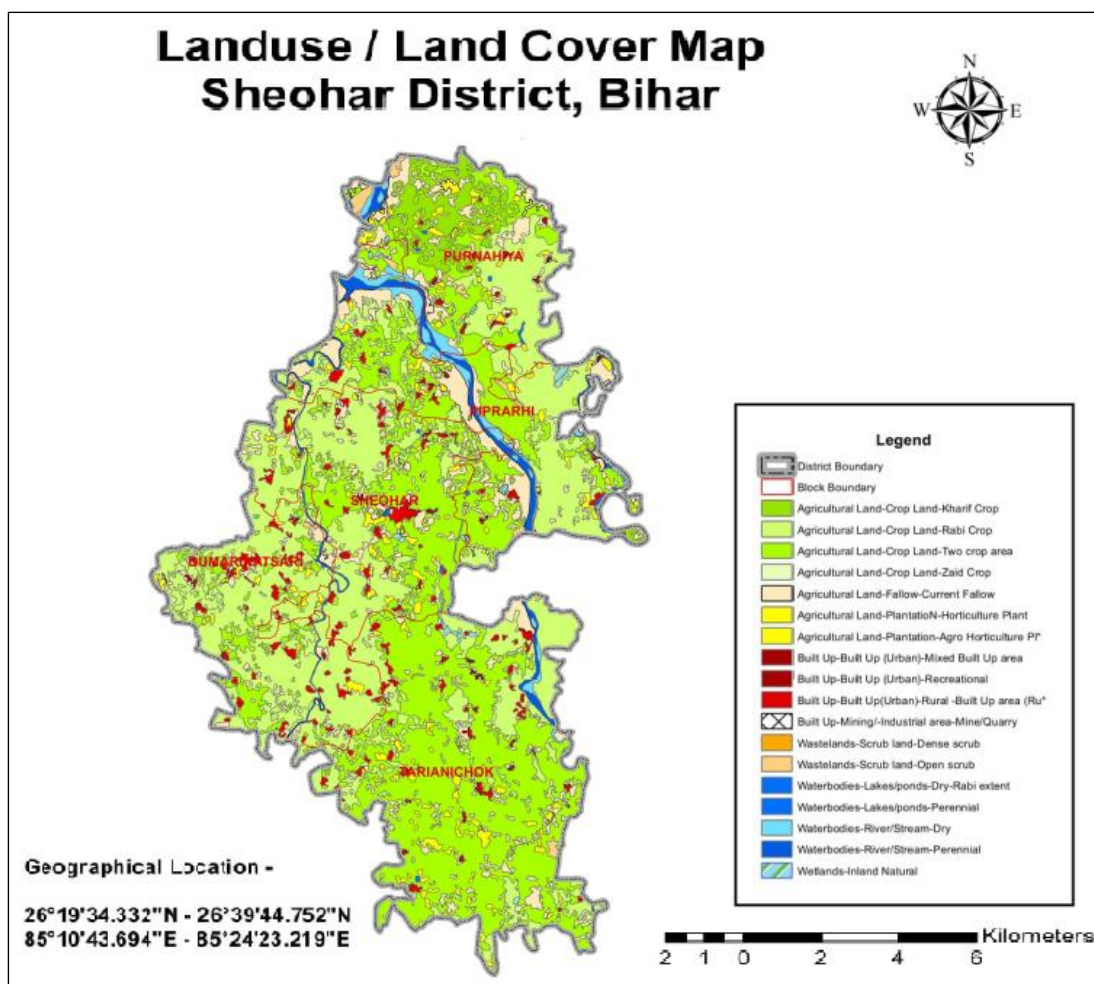 Landuse / Land Cover Map
Sheohar District, Bihar
N
W E
S
PURNAHIYA
PIPRARHI
SHEOHAR
DUMARI KATSARI
TARIANICHOK
Legend
District Boundary
Block Boundary
Agricultural Land-Crop Land-Kharif Crop
Agricultural Land-Crop Land-Rabi Crop
Agricultural Land-Crop Land-Two crop area
Agricultural Land-Crop Land-Zaid Crop
Agricultural Land-Fallow-Current Fallow
Agricultural Land-PlantatioN-Horticulture Plant
Agricultural Land-Plantation-Agro Horticulture Pl*
Built Up-Built Up (Urban)-Mixed Built Up area
Built Up-Built Up (Urban)-Recreational
Built Up-Built Up(Urban)-Rural -Built Up area (Ru*
Built Up-Mining/-Industrial area-Mine/Quarry
Wastelands-Scrub land-Dense scrub
Wastelands-Scrub land-Open scrub
Waterbodies-Lakes/ponds-Dry-Rabi extent
Waterbodies-Lakes/ponds-Perennial
Waterbodies-River/Stream-Dry
Waterbodies-River/Stream-Perennial
Wetlands-Inland Natural
Geographical Location -
26°19'34.332"N - 26°39'44.752"N
85°10'43.694"E - 85°24'23.219"E
Kilometers
2 1 0 2 4 6